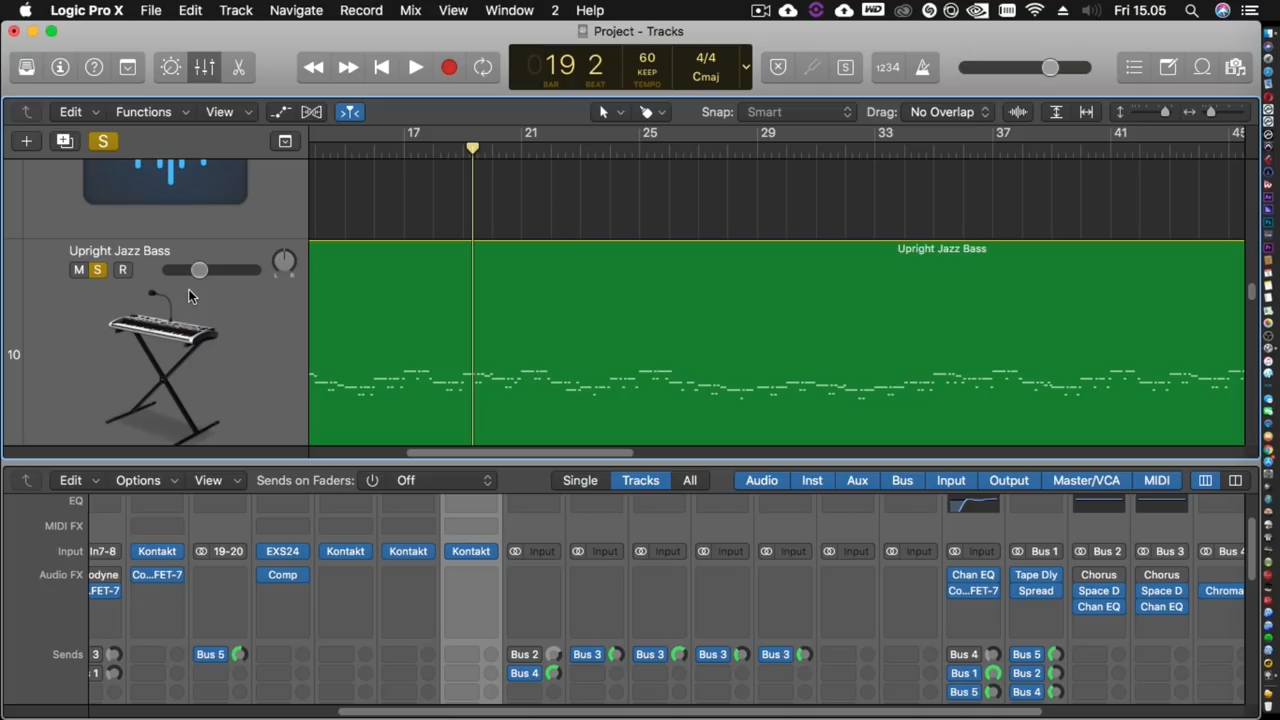 Logic Pro X File Edit Track Navigate Record Mix View Window 2 Help Fri 15.05
Project - Tracks
19 2 60 4/4
KEEP Cmaj
BAR BEAT TEMPO
1234
Edit Functions View Snap: Smart Drag: No Overlap
S 17 21 25 29 33 37 41 45
Upright Jazz Bass
M S R L R
Upright Jazz Bass
10
Edit Options View Sends on Faders: Off Single Tracks All Audio Inst Aux Bus Input Output Master/VCA MIDI
EQ
MIDI FX
Input In7-8 Kontakt 19-20 EXS24 Kontakt Kontakt Kontakt Input Input Input Input Input Input Input Input Bus 1 Bus 2 Bus 3 Bus 4
Audio FX odyne Co...FET-7 Comp Chan EQ Tape Dly Chorus Chorus
.FET-7 Co...FET-7 Spread Space D Space D Chroma
Chan EQ Chan EQ
Sends 3 Bus 5 Bus 2 Bus 3 Bus 3 Bus 3 Bus 3 Bus 4 Bus 5
1 Bus 4 Bus 1 Bus 2
Bus 5 Bus 4